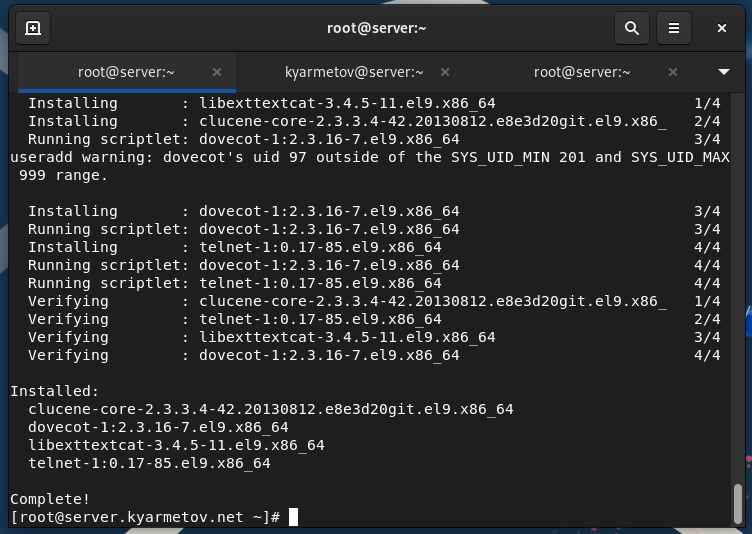 root@server:~
root@server:~ kyarmetov@server:~ root@server:~
  Installing       : libexttextcat-3.4.5-11.el9.x86_64                      1/4
  Installing       : clucene-core-2.3.3.4-42.20130812.e8e3d20git.el9.x86_   2/4
  Running scriptlet: dovecot-1:2.3.16-7.el9.x86_64                          3/4
useradd warning: dovecot's uid 97 outside of the SYS_UID_MIN 201 and SYS_UID_MAX
 999 range.

  Installing       : dovecot-1:2.3.16-7.el9.x86_64                          3/4
  Running scriptlet: dovecot-1:2.3.16-7.el9.x86_64                          3/4
  Installing       : telnet-1:0.17-85.el9.x86_64                            4/4
  Running scriptlet: dovecot-1:2.3.16-7.el9.x86_64                          4/4
  Running scriptlet: telnet-1:0.17-85.el9.x86_64                            4/4
  Verifying        : clucene-core-2.3.3.4-42.20130812.e8e3d20git.el9.x86_   1/4
  Verifying        : telnet-1:0.17-85.el9.x86_64                            2/4
  Verifying        : libexttextcat-3.4.5-11.el9.x86_64                      3/4
  Verifying        : dovecot-1:2.3.16-7.el9.x86_64                          4/4

Installed:
  clucene-core-2.3.3.4-42.20130812.e8e3d20git.el9.x86_64
  dovecot-1:2.3.16-7.el9.x86_64
  libexttextcat-3.4.5-11.el9.x86_64
  telnet-1:0.17-85.el9.x86_64

Complete!
[root@server.kyarmetov.net ~]#